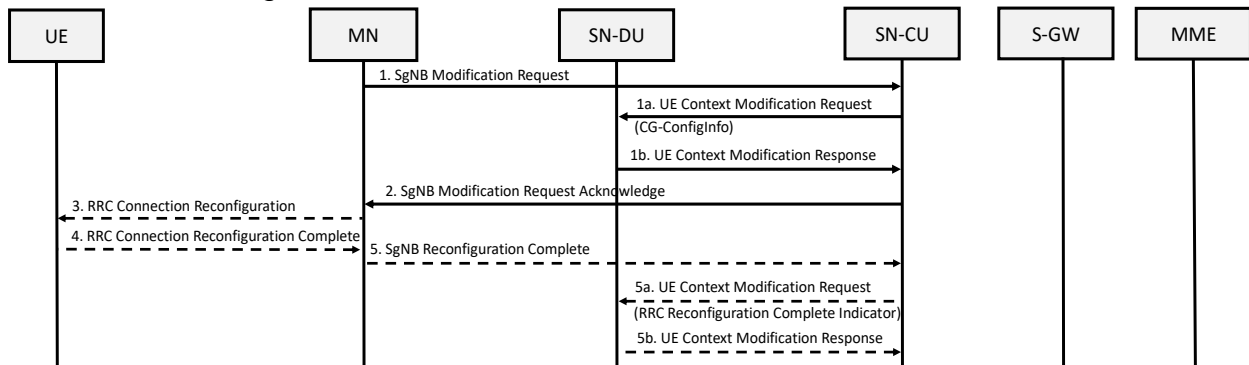 UE
MN
SN-DU
SN-CU
S-GW
MME
1. SgNB Modification Request
1a. UE Context Modification Request
(CG-ConfigInfo)
1b. UE Context Modification Response
2. SgNB Modification Request Acknowledge
3. RRC Connection Reconfiguration
4. RRC Connection Reconfiguration Complete
5. SgNB Reconfiguration Complete
5a. UE Context Modification Request
(RRC Reconfiguration Complete Indicator)
5b. UE Context Modification Response